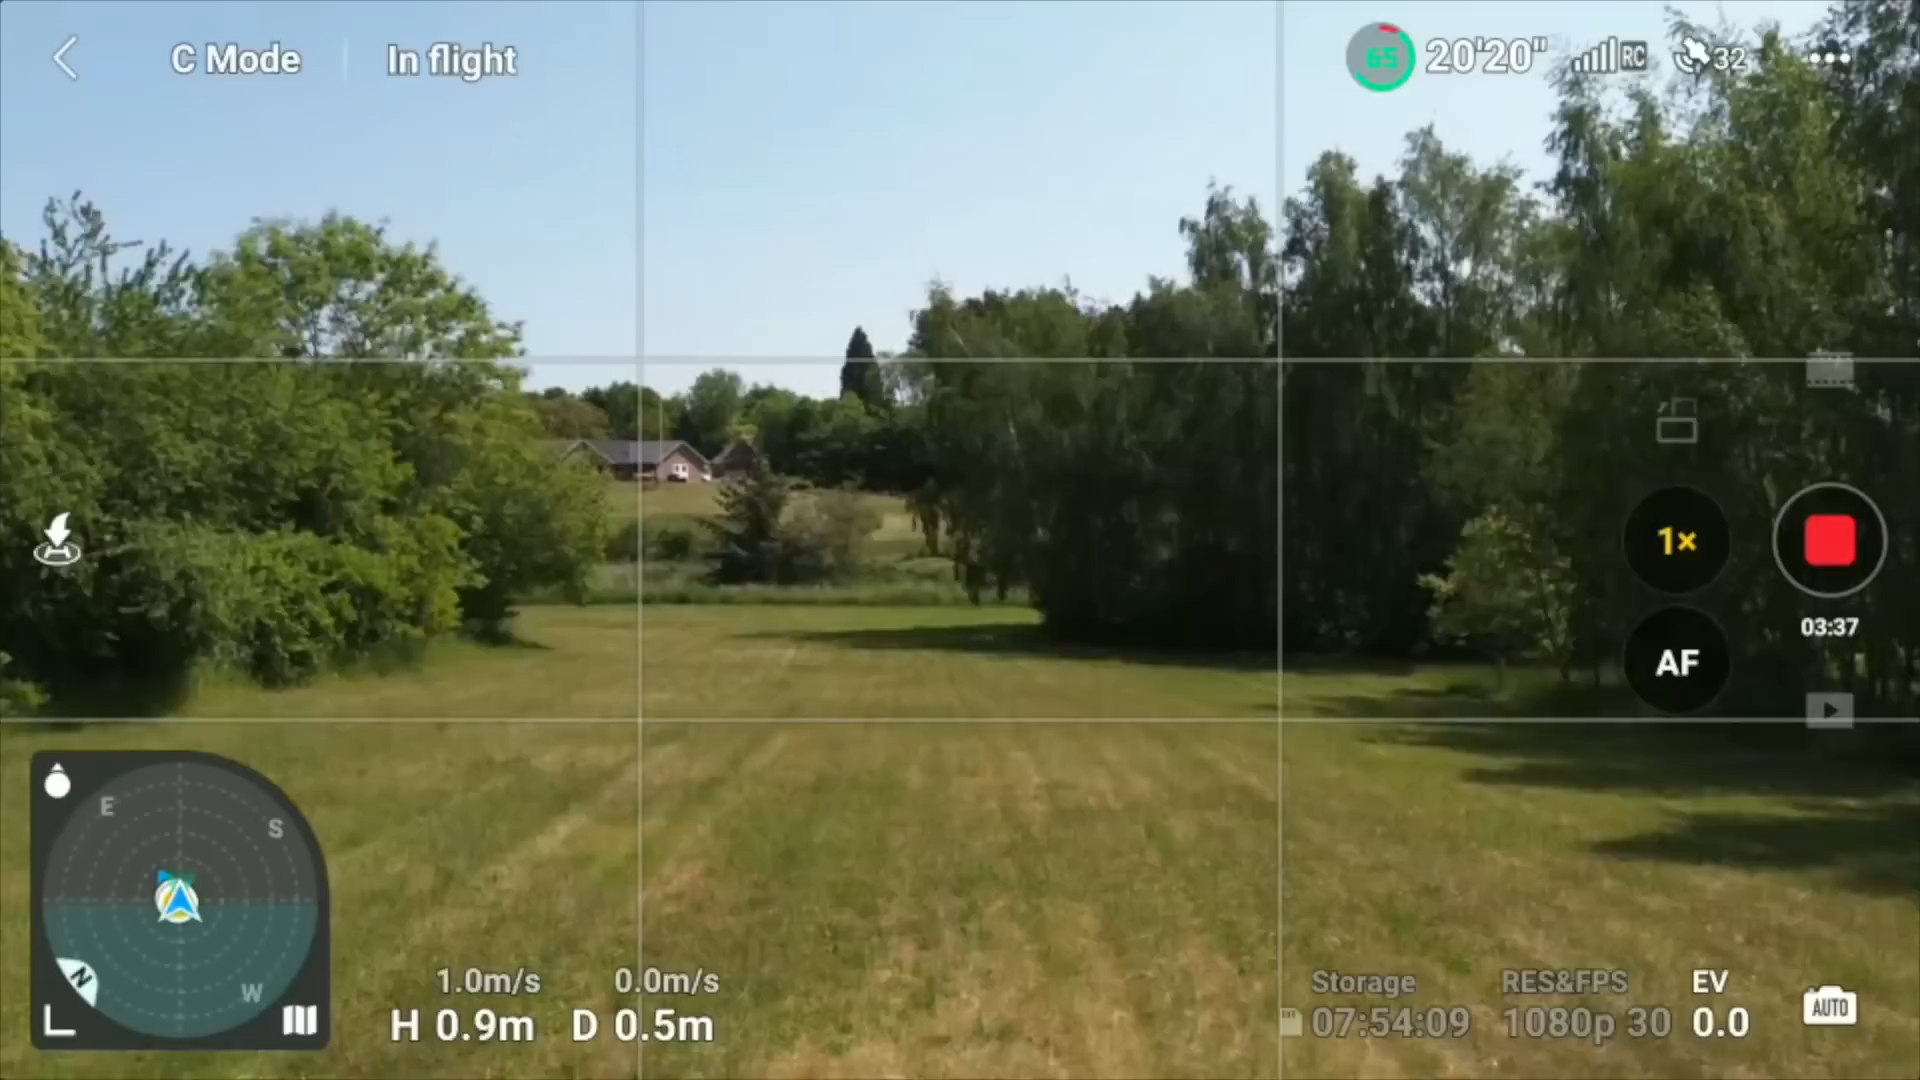 C Mode
In flight
65
20'20"
RC
32
1×
03:37
AF
E
S
N
W
1.0m/s
0.0m/s
H 0.9m
D 0.5m
Storage
07:54:09
RES&FPS
1080p 30
EV
0.0
AUTO